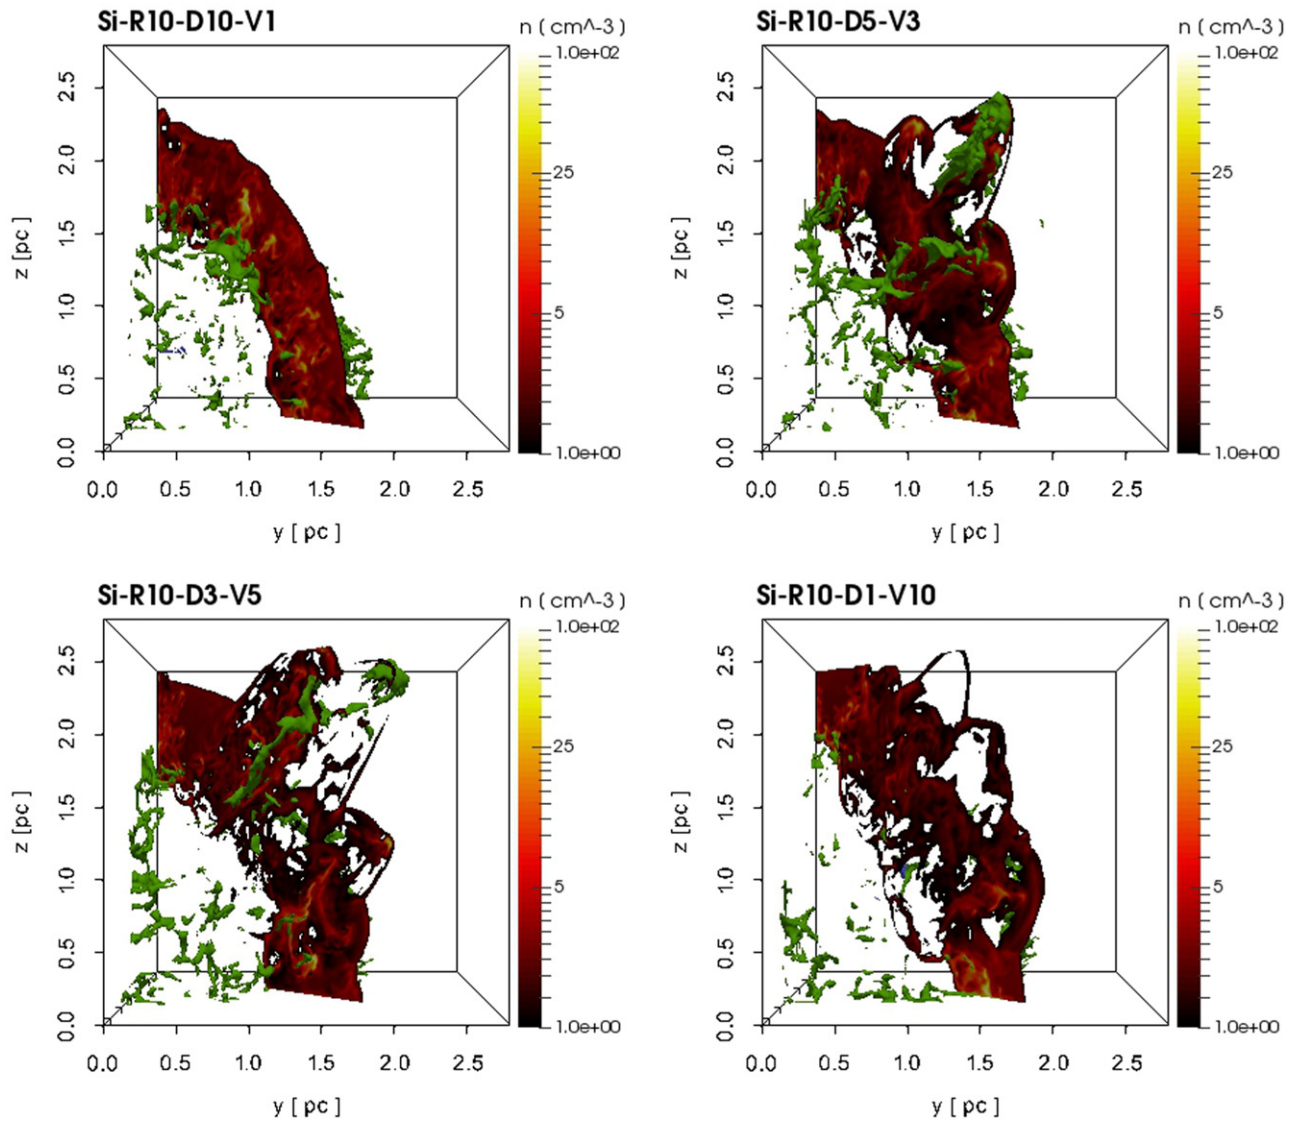 Si-R10-D10-V1
n ( cm^-3 )
1.0e+02
25
5
1.0e+00
z [pc ]
2.5
2.0
1.5
1.0
0.5
0.0
0.0 0.5 1.0 1.5 2.0 2.5
y [ pc ]
Si-R10-D5-V3
n ( cm^-3 )
1.0e+02
25
5
1.0e+00
z [pc ]
2.5
2.0
1.5
1.0
0.5
0.0
0.0 0.5 1.0 1.5 2.0 2.5
y [ pc ]
Si-R10-D3-V5
n ( cm^-3 )
1.0e+02
25
5
1.0e+00
z [pc ]
2.5
2.0
1.5
1.0
0.5
0.0
0.0 0.5 1.0 1.5 2.0 2.5
y [ pc ]
Si-R10-D1-V10
n ( cm^-3 )
1.0e+02
25
5
1.0e+00
z [pc ]
2.5
2.0
1.5
1.0
0.5
0.0
0.0 0.5 1.0 1.5 2.0 2.5
y [ pc ]